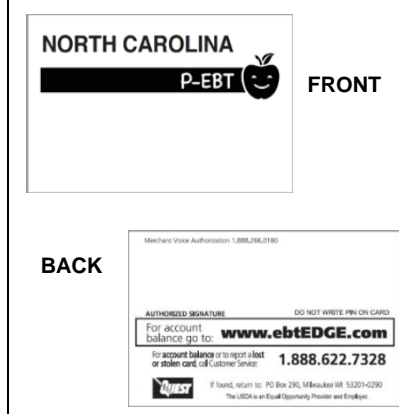 NORTH CAROLINA
P-EBT
FRONT
BACK
Merchant Voice Authorization 1.888.268.0180
AUTHORIZED SIGNATURE DO NOT WRITE PIN ON CARD
For account
balance go to: www.ebtEDGE.com
For account balance or to report a lost
or stolen card, call Customer Service: 1.888.622.7328
QUEST
If found, return to: PO Box 290, Milwaukee WI 53201-0290
The USDA is an Equal Opportunity Provider and Employer.